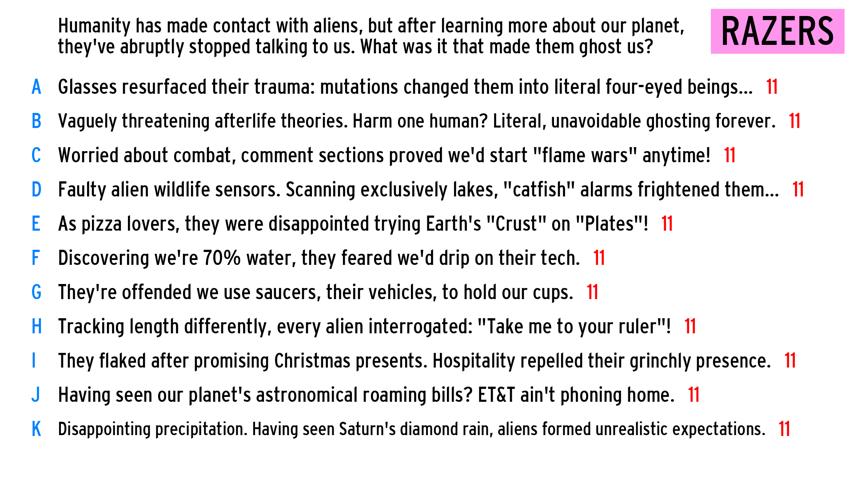 Humanity has made contact with aliens, but after learning more about our planet,
they've abruptly stopped talking to us. What was it that made them ghost us?
RAZERS
A Glasses resurfaced their trauma: mutations changed them into literal four-eyed beings... 11
B Vaguely threatening afterlife theories. Harm one human? Literal, unavoidable ghosting forever. 11
C Worried about combat, comment sections proved we'd start "flame wars" anytime! 11
D Faulty alien wildlife sensors. Scanning exclusively lakes, "catfish" alarms frightened them... 11
E As pizza lovers, they were disappointed trying Earth's "Crust" on "Plates"! 11
F Discovering we're 70% water, they feared we'd drip on their tech. 11
G They're offended we use saucers, their vehicles, to hold our cups. 11
H Tracking length differently, every alien interrogated: "Take me to your ruler"! 11
I They flaked after promising Christmas presents. Hospitality repelled their grinchly presence. 11
J Having seen our planet's astronomical roaming bills? ET&T ain't phoning home. 11
K Disappointing precipitation. Having seen Saturn's diamond rain, aliens formed unrealistic expectations. 11